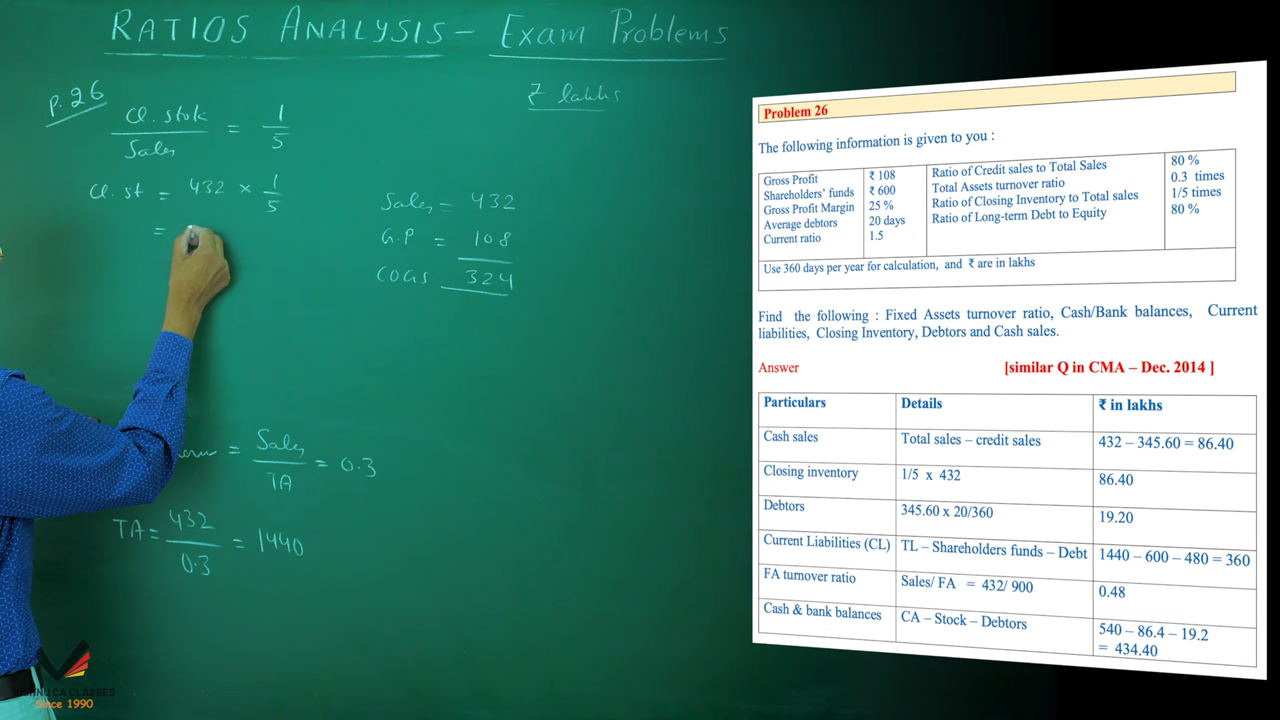 RATIOS ANALYSIS – Exam Problems
P.26
₹ lakhs
Cl. stok / Sales = 1/5
Cl. st = 432 × 1/5
=
Sales = 432
G.P = 108
COGS 324
= Sales / TA = 0.3
TA = 432 / 0.3 = 1440
VISHNU CA CLASSES
Since 1990
Problem 26
The following information is given to you :
Gross Profit ₹ 108 Ratio of Credit sales to Total Sales 80 %
Shareholders' funds ₹ 600 Total Assets turnover ratio 0.3 times
Gross Profit Margin 25 % Ratio of Closing Inventory to Total sales 1/5 times
Average debtors 20 days Ratio of Long-term Debt to Equity 80 %
Current ratio 1.5
Use 360 days per year for calculation, and ₹ are in lakhs
Find the following : Fixed Assets turnover ratio, Cash/Bank balances, Current
liabilities, Closing Inventory, Debtors and Cash sales.
Answer [similar Q in CMA – Dec. 2014 ]
Particulars Details ₹ in lakhs
Cash sales Total sales – credit sales 432 – 345.60 = 86.40
Closing inventory 1/5 x 432 86.40
Debtors 345.60 x 20/360 19.20
Current Liabilities (CL) TL – Shareholders funds – Debt 1440 – 600 – 480 = 360
FA turnover ratio Sales/ FA = 432/ 900 0.48
Cash & bank balances CA – Stock – Debtors 540 – 86.4 – 19.2
= 434.40